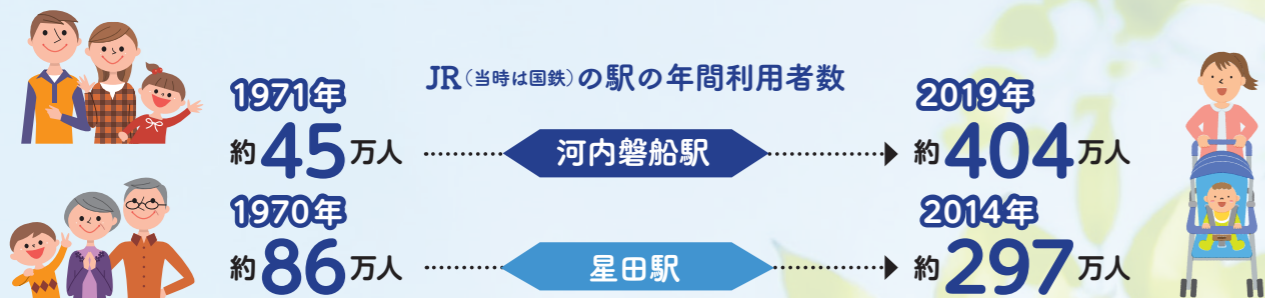 JR（当時は国鉄）の駅の年間利用者数
1971年
約45万人
河内磐船駅
2019年
約404万人
1970年
約86万人
星田駅
2014年
約297万人